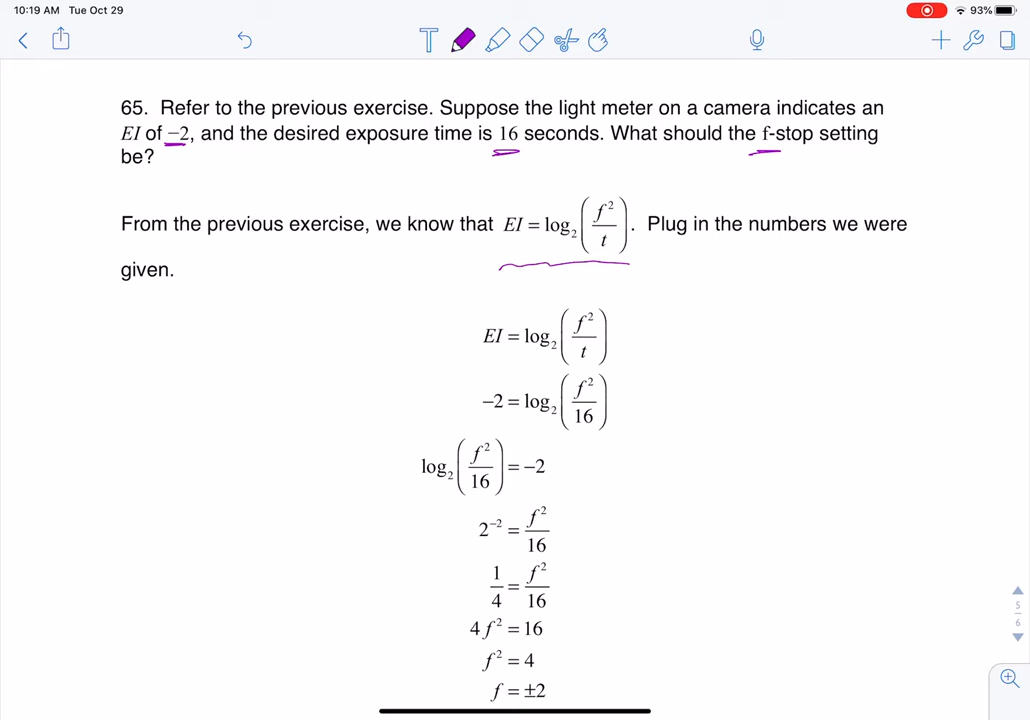 10:19 AM Tue Oct 29
93%
T
65. Refer to the previous exercise. Suppose the light meter on a camera indicates an
EI of −2, and the desired exposure time is 16 seconds. What should the f-stop setting
be?
From the previous exercise, we know that EI = log₂(f²/t). Plug in the numbers we were
given.
EI = log₂(f²/t)
−2 = log₂(f²/16)
log₂(f²/16) = −2
2⁻² = f²/16
1/4 = f²/16
4f² = 16
f² = 4
f = ±2
5
6